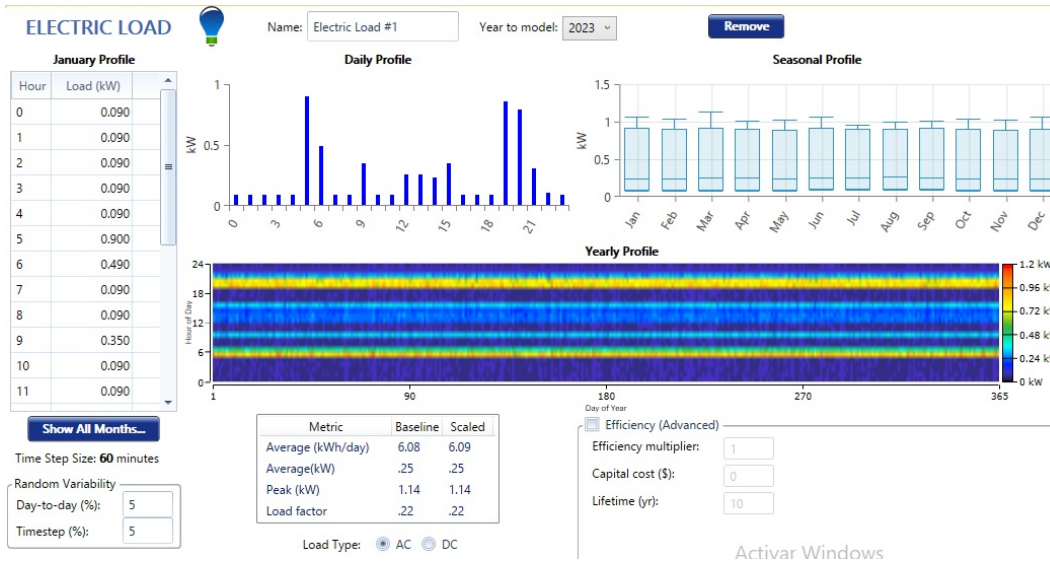 ELECTRIC LOAD
Name: Electric Load #1
Year to model: 2023
Remove
January Profile
Hour Load (kW)
0 0.090
1 0.090
2 0.090
3 0.090
4 0.090
5 0.900
6 0.490
7 0.090
8 0.090
9 0.350
10 0.090
11 0.090
Show All Months...
Time Step Size: 60 minutes
Random Variability
Day-to-day (%): 5
Timestep (%): 5
Daily Profile
kW
1
0.5
0
0 3 6 9 12 15 18 21
Seasonal Profile
kW
1.5
1
0.5
0
Jan Feb Mar Apr May Jun Jul Aug Sep Oct Nov Dec
Yearly Profile
Hour of Day
24
18
12
6
0
1 90 180 270 365
Day of Year
1.2 kW
0.96 k
0.72 k
0.48 k
0.24 k
0 kW
Metric Baseline Scaled
Average (kWh/day) 6.08 6.09
Average(kW) .25 .25
Peak (kW) 1.14 1.14
Load factor .22 .22
Load Type: AC DC
Efficiency (Advanced)
Efficiency multiplier: 1
Capital cost ($): 0
Lifetime (yr): 10
Activar Windows